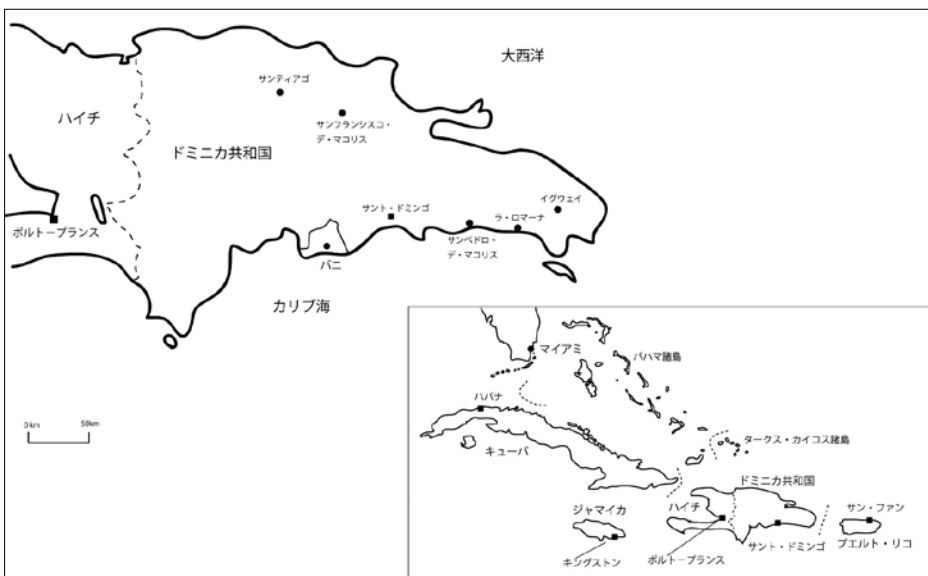 大西洋
サンティアゴ
ハイチ
サンフランシスコ・
デ・マコリス
ドミニカ共和国
イグウェイ
サント・ドミンゴ
ラ・ロマーナ
ポルトープランス
サンペドロ・
デ・マコリス
バニ
カリブ海
0km
50km
マイアミ
バハマ諸島
ハバナ
タークス・カイコス諸島
キューバ
ドミニカ共和国
ジャマイカ
ハイチ
サン・ファン
キングストン
ポルトープランス
サント・ドミンゴ
プエルト・リコ